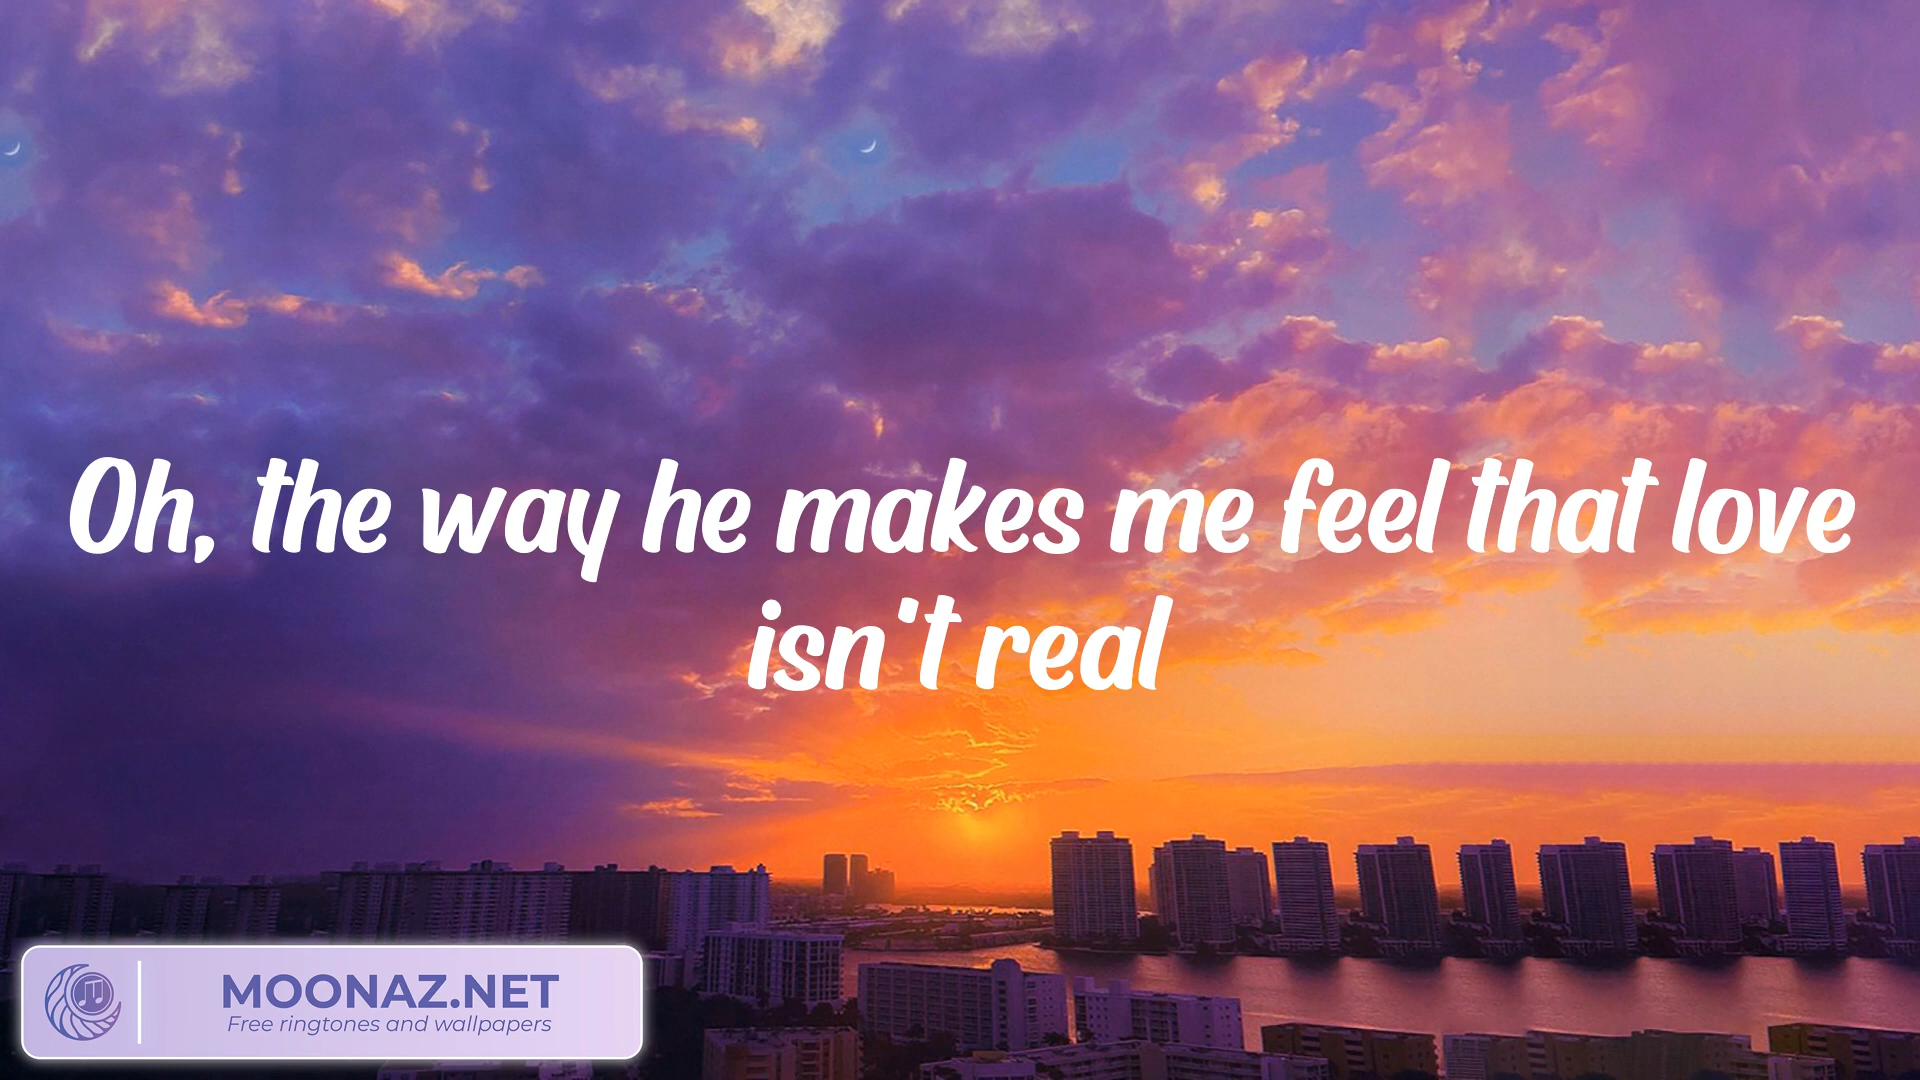 Oh, the way he makes me feel that love
isn't real
MOONAZ.NET
Free ringtones and wallpapers